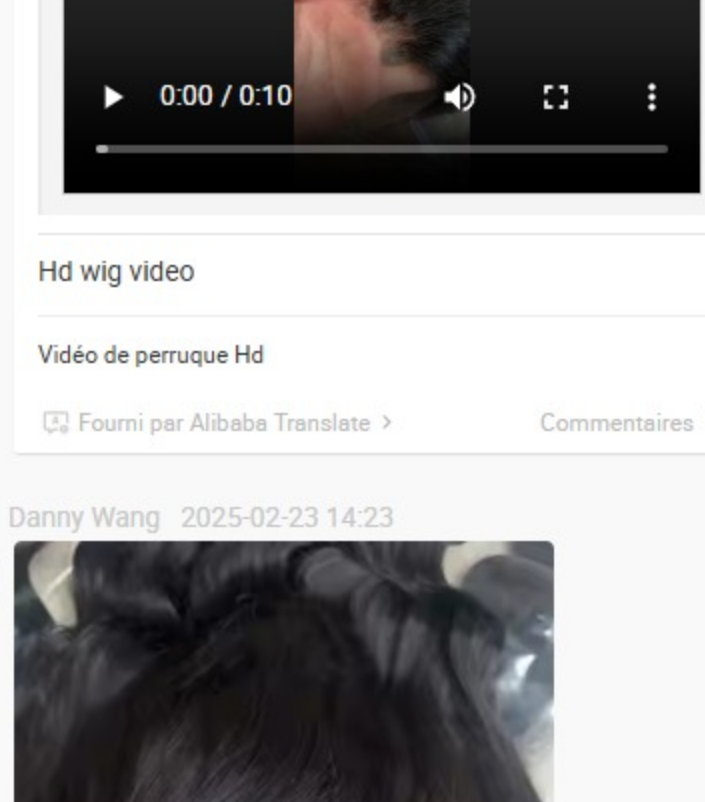 0:00 / 0:10
Hd wig video
Vidéo de perruque Hd
Fourni par Alibaba Translate >
Commentaires
Danny Wang 2025-02-23 14:23